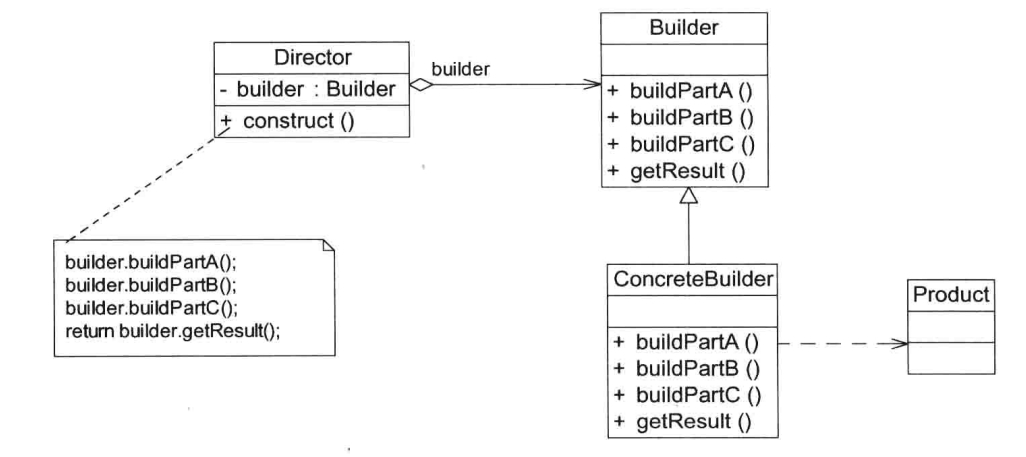 Director
- builder : Builder
+ construct ()
builder
Builder
+ buildPartA ()
+ buildPartB ()
+ buildPartC ()
+ getResult ()
builder.buildPartA();
builder.buildPartB();
builder.buildPartC();
return builder.getResult();
ConcreteBuilder
+ buildPartA ()
+ buildPartB ()
+ buildPartC ()
+ getResult ()
Product